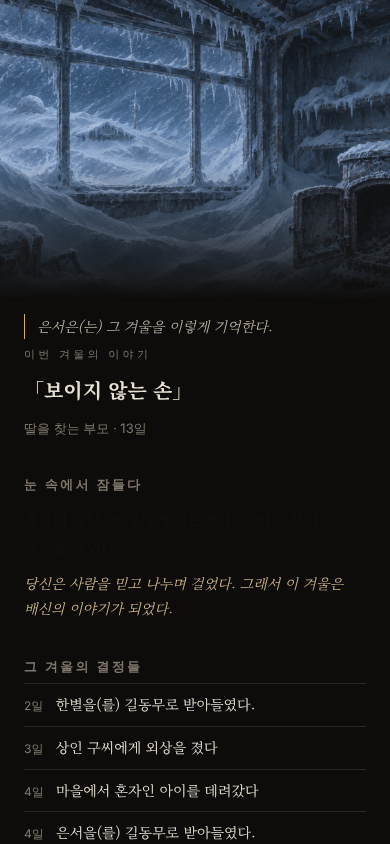 은서은(는) 그 겨울을 이렇게 기억한다.
이번 겨울의 이야기
「보이지 않는 손」
딸을 찾는 부모 · 13일
눈 속에서 잠들다
당신은 사람을 믿고 나누며 걸었다. 그래서 이 겨울은
배신의 이야기가 되었다.
그 겨울의 결정들
2일 한별을(를) 길동무로 받아들였다.
3일 상인 구씨에게 외상을 졌다
4일 마을에서 혼자인 아이를 데려갔다
4일 은서을(를) 길동무로 받아들였다.